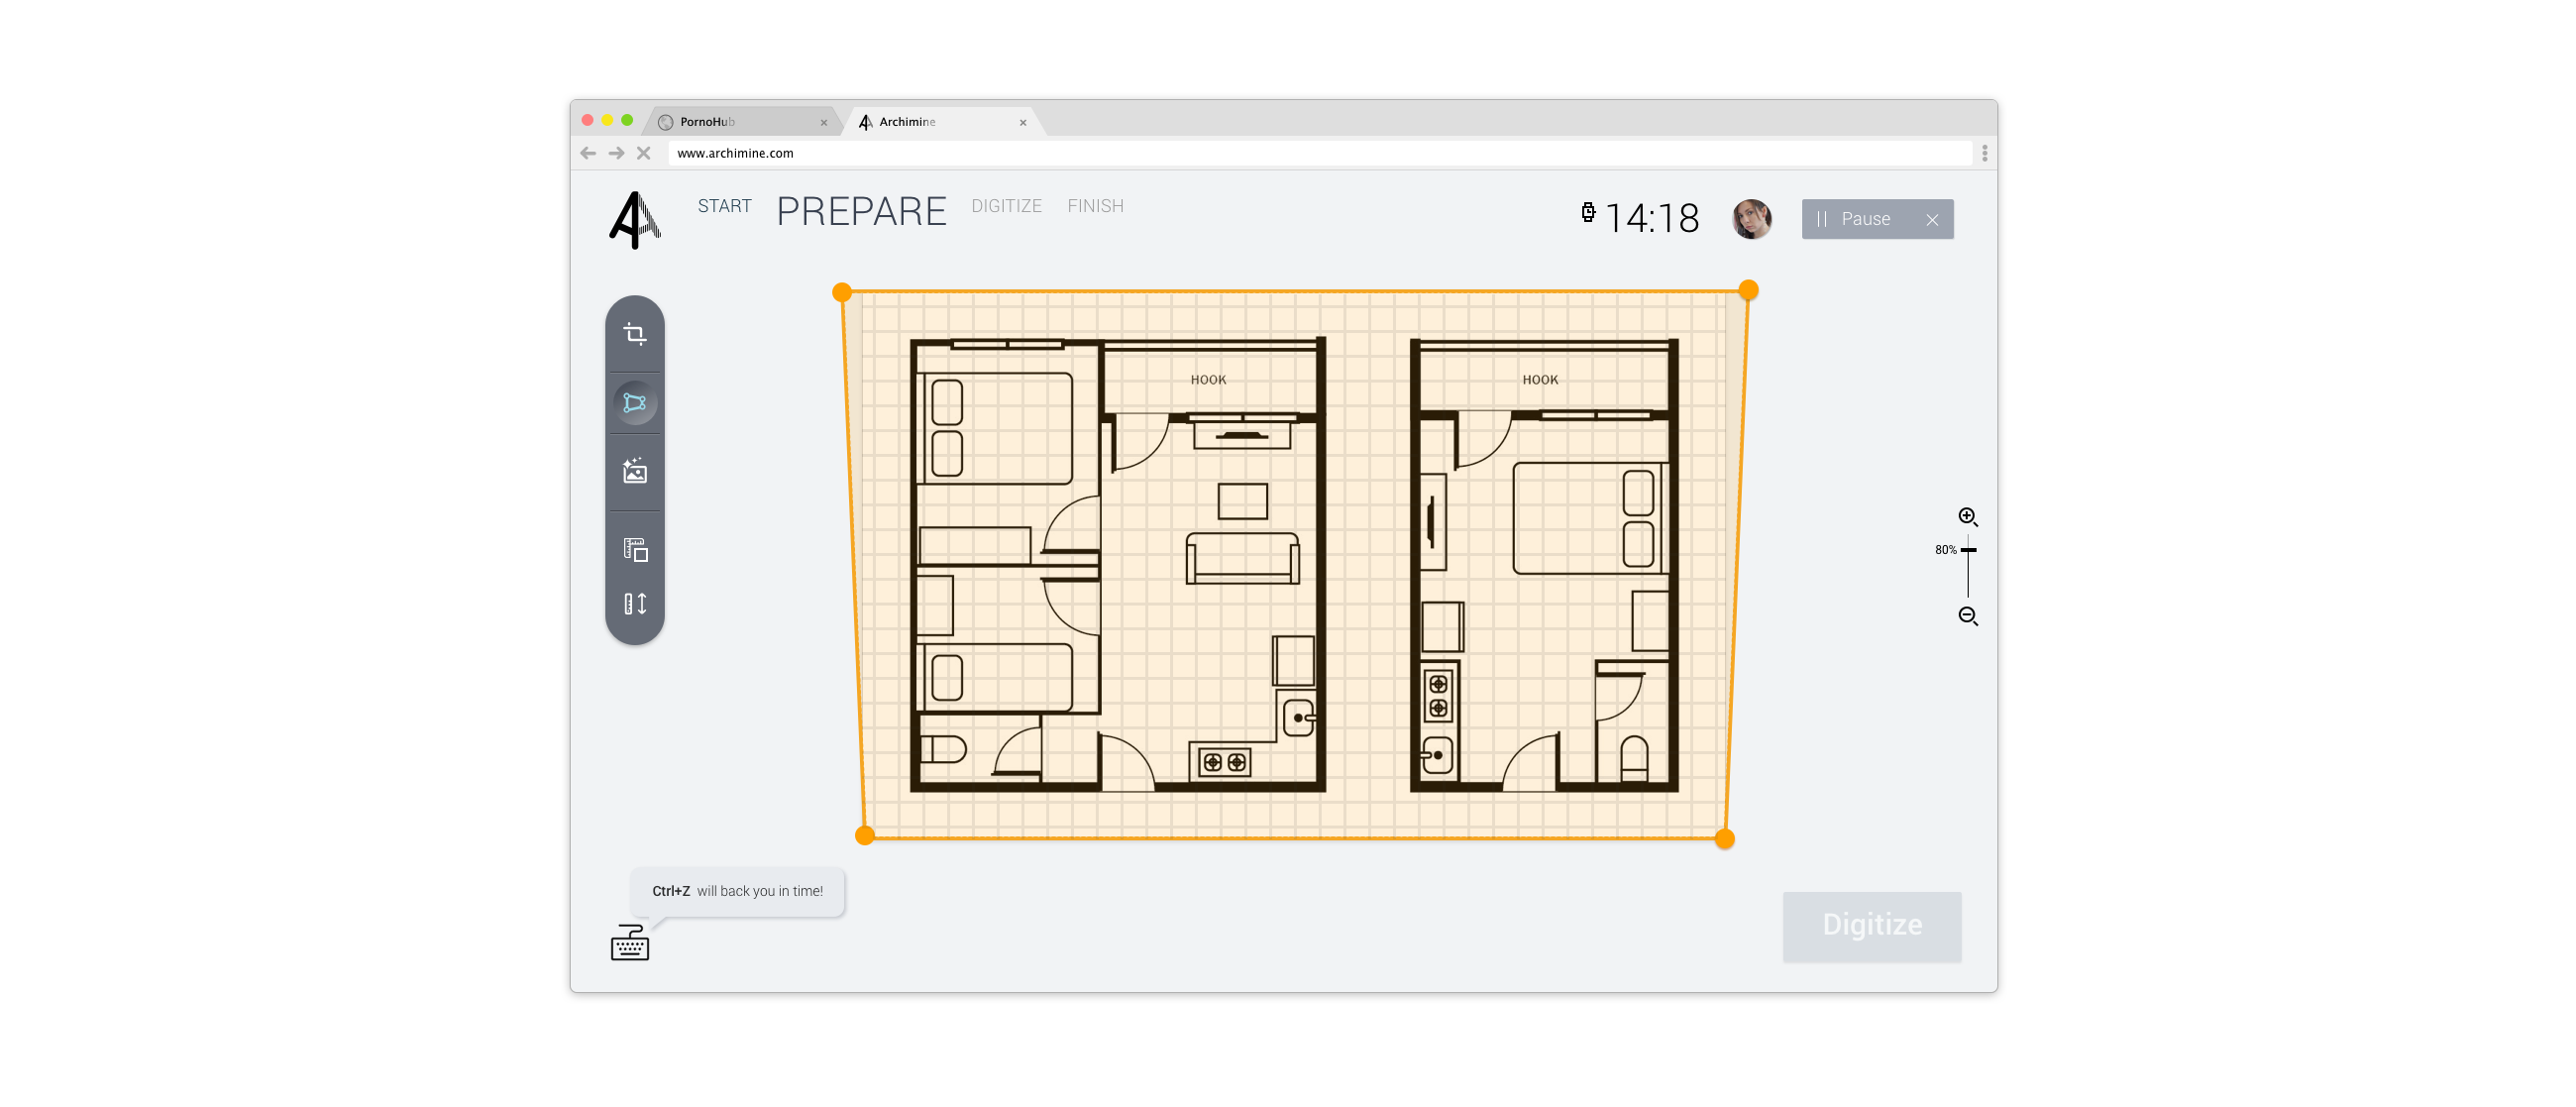 PornoHub
Archimine
www.archimine.com
START PREPARE DIGITIZE FINISH
14:18
Pause
HOOK
HOOK
80%
Ctrl+Z will back you in time!
Digitize